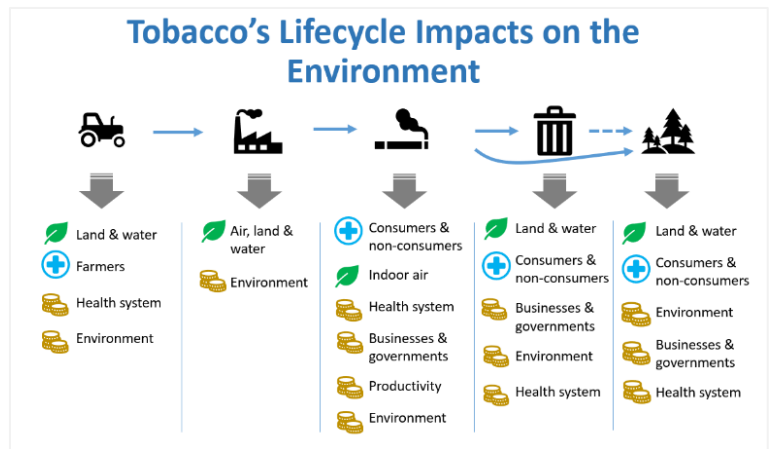 Tobacco's Lifecycle Impacts on the
Environment
Land & water
Farmers
Health system
Environment
Air, land &
water
Environment
Consumers &
non-consumers
Indoor air
Health system
Businesses &
governments
Productivity
Environment
Land & water
Consumers &
non-consumers
Businesses &
governments
Environment
Health system
Land & water
Consumers &
non-consumers
Environment
Businesses &
governments
Health system